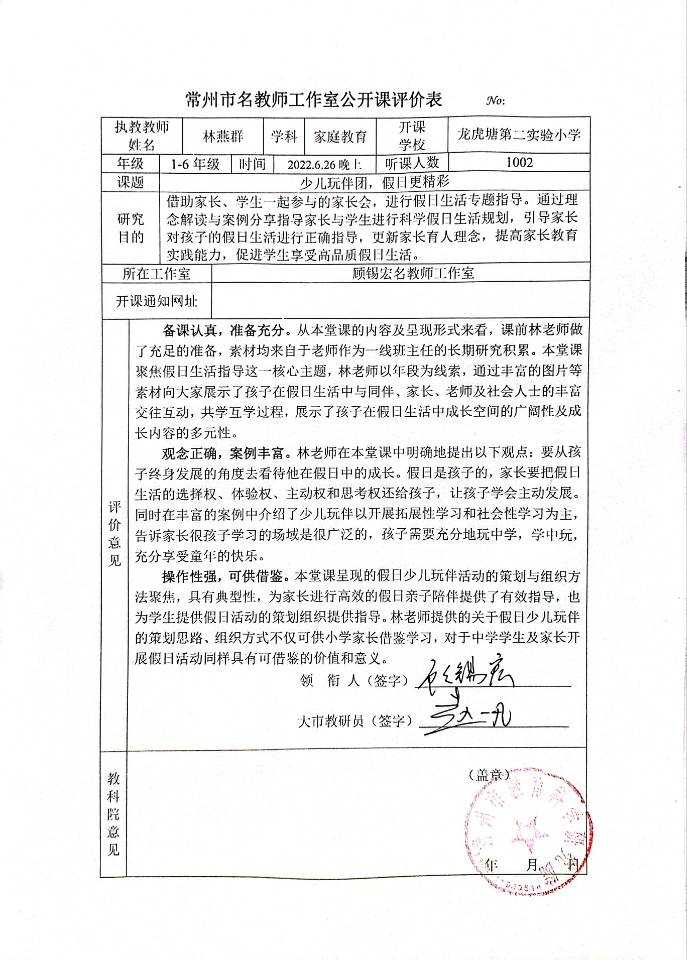 常州市名教师工作室公开课评价表 No:
执教教师姓名 林燕群 学科 家庭教育 开课学校 龙虎塘第二实验小学
年级 1-6 年级 时间 2022.6.26 晚上 听课人数 1002
课题 少儿玩伴团，假日更精彩
研究目的
借助家长、学生一起参与的家长会，进行假日生活专题指导。通过理
念解读与案例分享指导家长与学生进行科学假日生活规划，引导家长
对孩子的假日生活进行正确指导，更新家长育人理念，提高家长教育
实践能力，促进学生享受高品质假日生活。
所在工作室 顾锡宏名教师工作室
开课通知网址
评价意见
备课认真，准备充分。从本堂课的内容及呈现形式来看，课前林老师做
了充足的准备，素材均来自于老师作为一线班主任的长期研究积累。本堂课
聚焦假日生活指导这一核心主题，林老师以年段为线索，通过丰富的图片等
素材向大家展示了孩子在假日生活中与同伴、家长、老师及社会人士的丰富
交往互动，共学互学过程，展示了孩子在假日生活中成长空间的广阔性及成
长内容的多元性。
观念正确，案例丰富。林老师在本堂课中明确地提出以下观点：要从孩
子终身发展的角度去看待他在假日中的成长。假日是孩子的，家长要把假日
生活的选择权、体验权、主动权和思考权还给孩子，让孩子学会主动发展。
同时在丰富的案例中介绍了少儿玩伴以开展拓展性学习和社会性学习为主，
告诉家长很孩子学习的场域是很广泛的，孩子需要充分地玩中学，学中玩，
充分享受童年的快乐。
操作性强，可供借鉴。本堂课呈现的假日少儿玩伴活动的策划与组织方
法聚焦，具有典型性，为家长进行高效的假日亲子陪伴提供了有效指导，也
为学生提供假日活动的策划组织提供指导。林老师提供的关于假日少儿玩伴
的策划思路、组织方式不仅可供小学家长借鉴学习，对于中学学生及家长开
展假日活动同样具有可借鉴的价值和意义。
领 衔 人（签字） 顾锡宏
大市教研员（签字）
教科院意见
（盖章）
年 月 日
常州市教育科学研究院